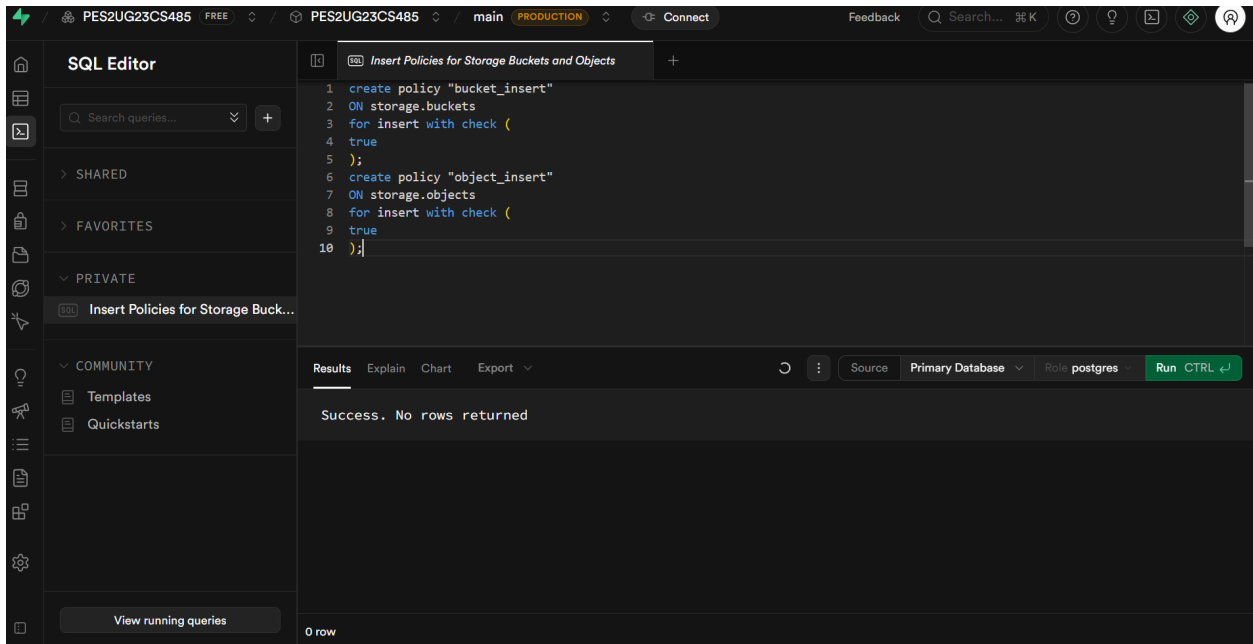 PES2UG23CS485 FREE / PES2UG23CS485 / main PRODUCTION Connect Feedback Search... ⌘K
SQL Editor
Search queries...
SHARED
FAVORITES
PRIVATE
SQL Insert Policies for Storage Buck...
COMMUNITY
Templates
Quickstarts
View running queries
SQL Insert Policies for Storage Buckets and Objects
1 create policy "bucket_insert"
2 ON storage.buckets
3 for insert with check (
4 true
5 );
6 create policy "object_insert"
7 ON storage.objects
8 for insert with check (
9 true
10 );
Results Explain Chart Export Source Primary Database Role postgres Run CTRL
Success. No rows returned
0 row